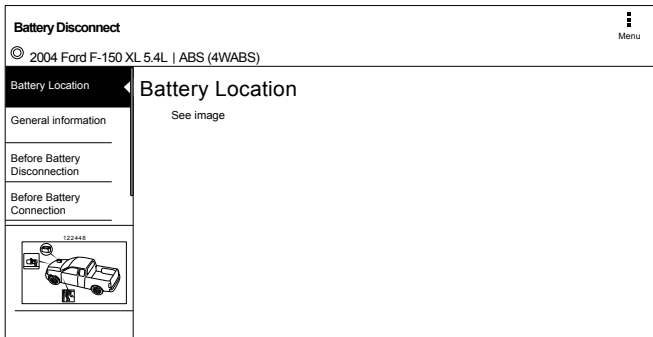 Battery Disconnect
Menu
2004 Ford F-150 XL 5.4L | ABS (4WABS)
Battery Location
General information
Before Battery
Disconnection
Before Battery
Connection
122448
Battery Location
See image